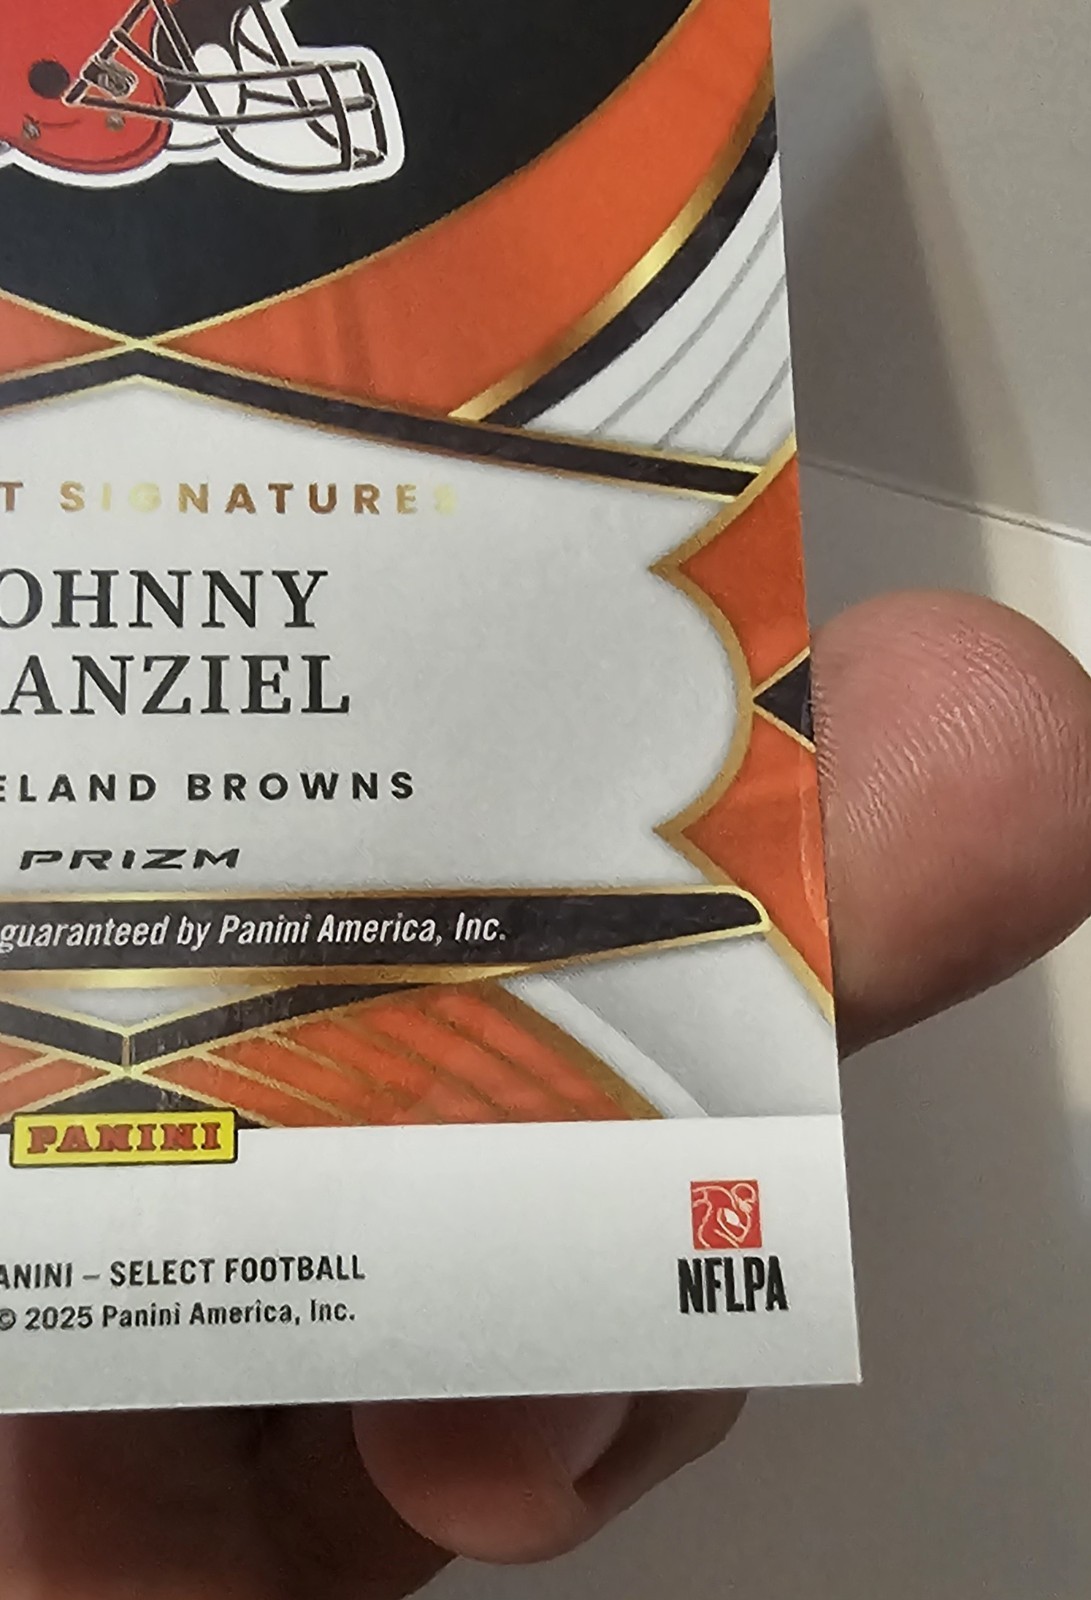 T SIGNATURES
OHNNY
ANZIEL
ELAND BROWNS
PRIZM
guaranteed by Panini America, Inc.
PANINI
ANINI – SELECT FOOTBALL
© 2025 Panini America, Inc.
NFLPA